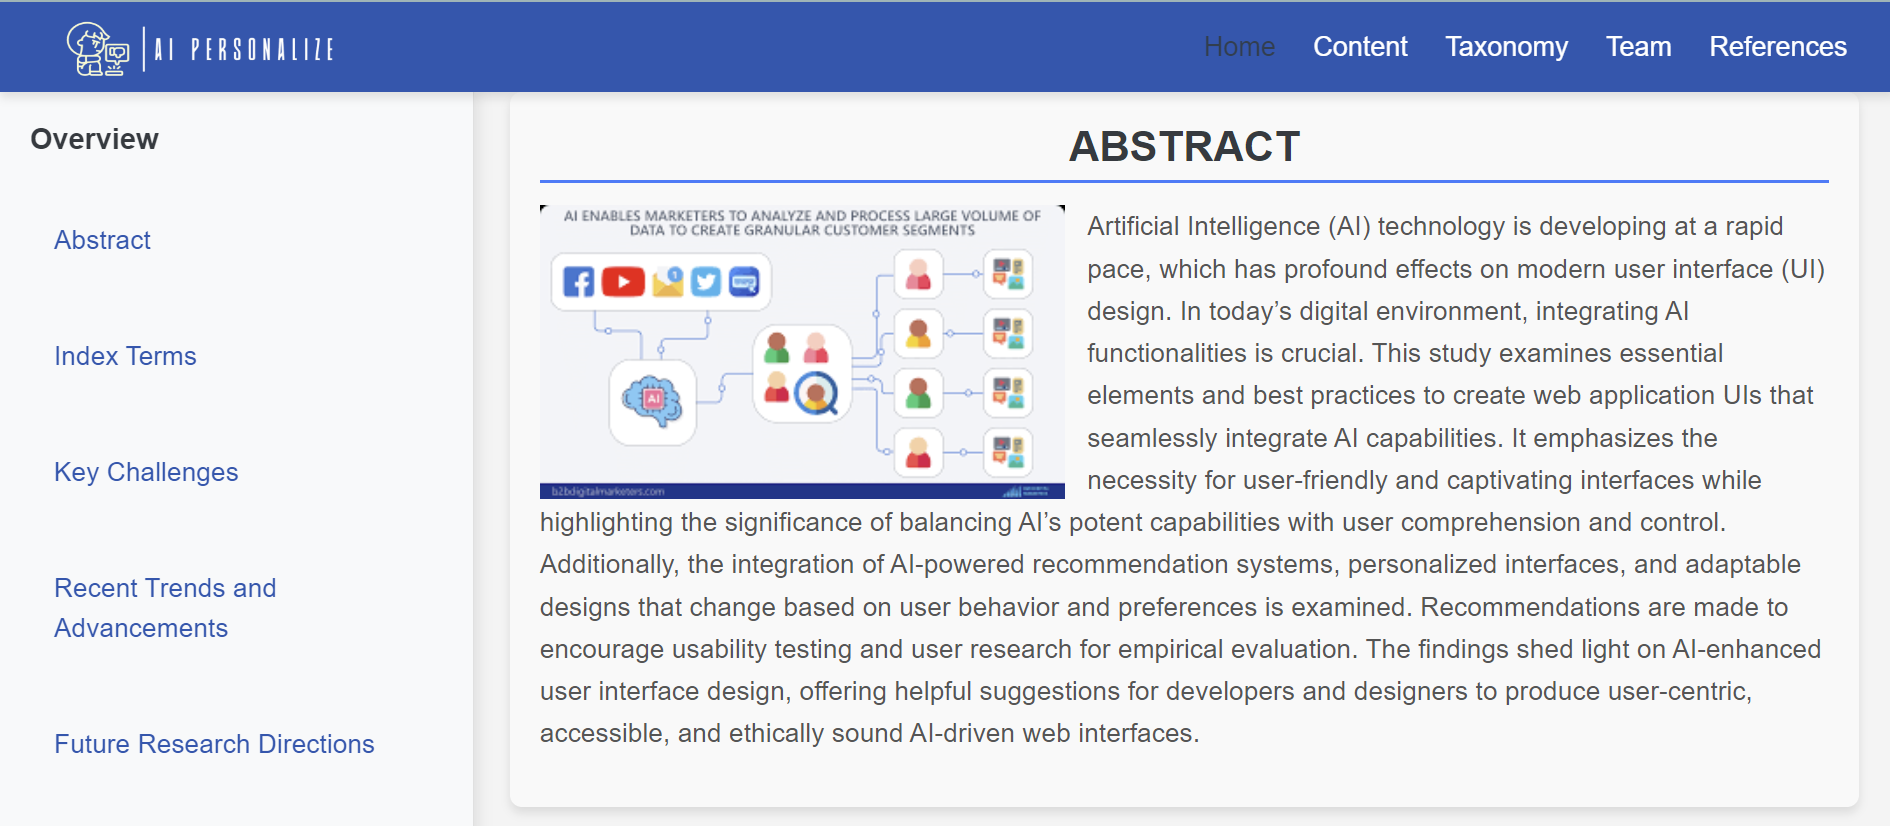 AI PERSONALIZE
Home Content Taxonomy Team References
Overview
Abstract
Index Terms
Key Challenges
Recent Trends and
Advancements
Future Research Directions
ABSTRACT
AI ENABLES MARKETERS TO ANALYZE AND PROCESS LARGE VOLUME OF
DATA TO CREATE GRANULAR CUSTOMER SEGMENTS
1
AI
b2bdigitalmarketers.com
Artificial Intelligence (AI) technology is developing at a rapid
pace, which has profound effects on modern user interface (UI)
design. In today’s digital environment, integrating AI
functionalities is crucial. This study examines essential
elements and best practices to create web application UIs that
seamlessly integrate AI capabilities. It emphasizes the
necessity for user-friendly and captivating interfaces while
highlighting the significance of balancing AI’s potent capabilities with user comprehension and control.
Additionally, the integration of AI-powered recommendation systems, personalized interfaces, and adaptable
designs that change based on user behavior and preferences is examined. Recommendations are made to
encourage usability testing and user research for empirical evaluation. The findings shed light on AI-enhanced
user interface design, offering helpful suggestions for developers and designers to produce user-centric,
accessible, and ethically sound AI-driven web interfaces.